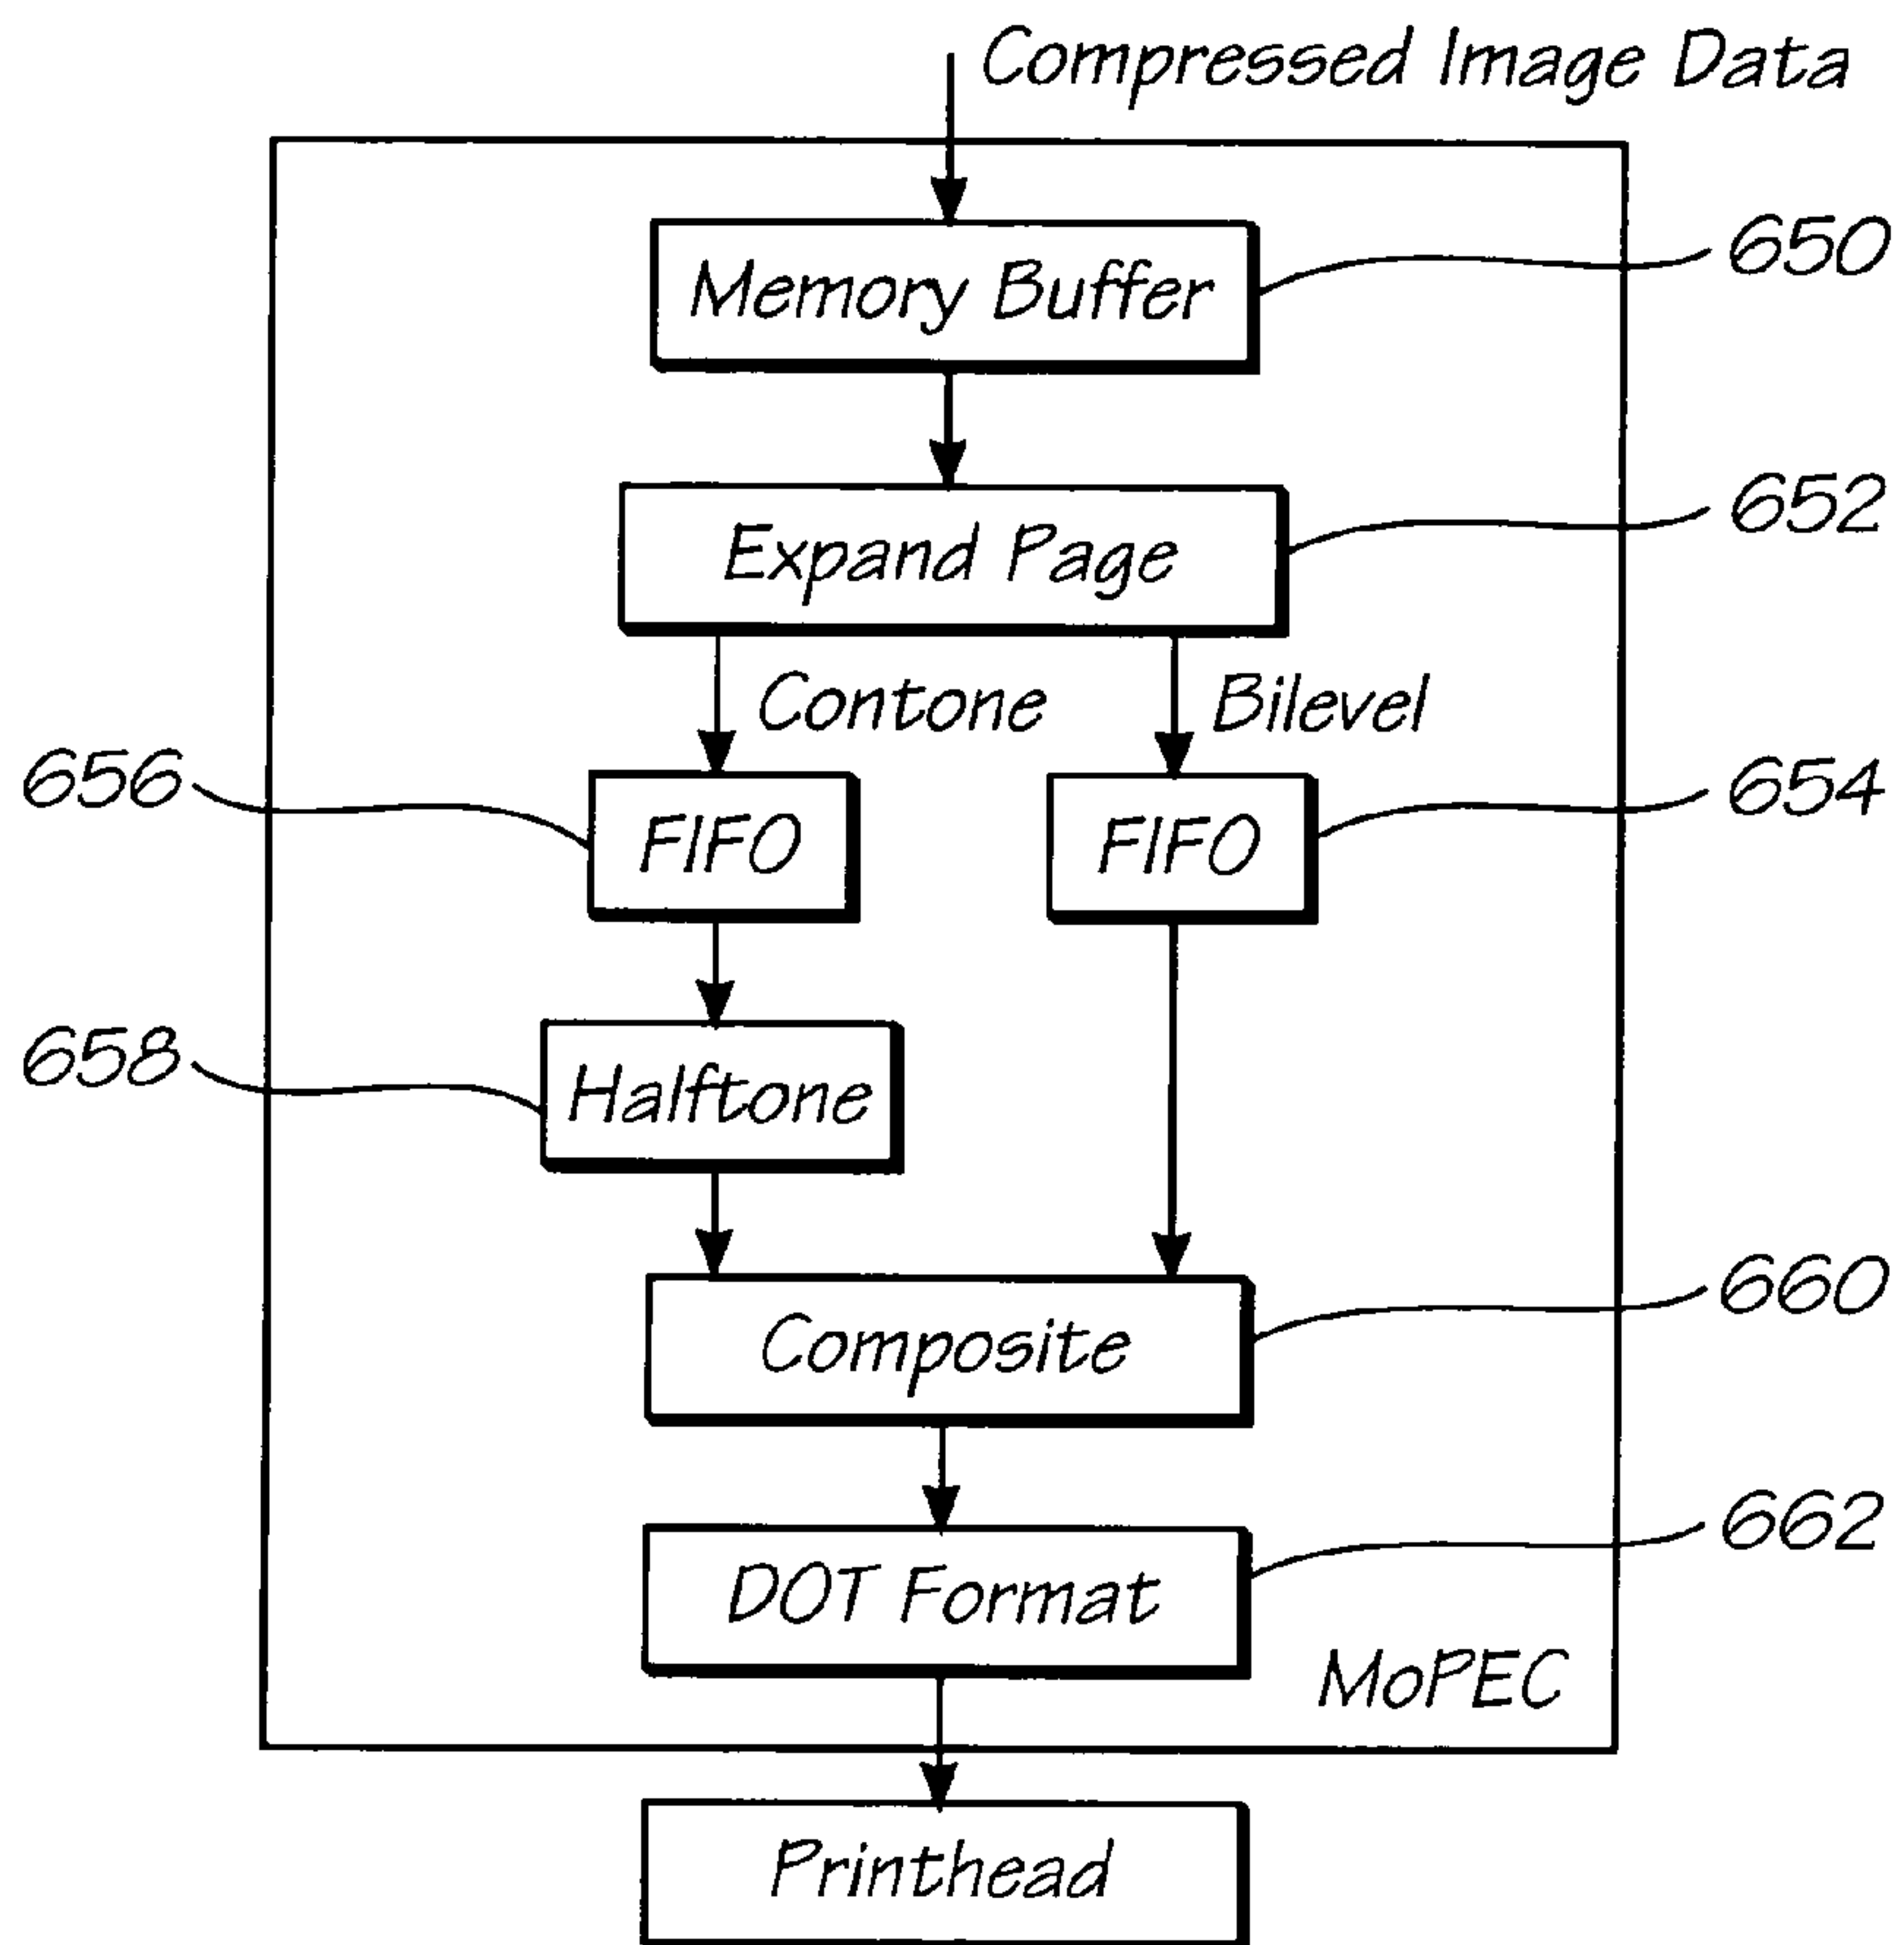 Compressed Image Data
Memory Buffer
650
Expand Page
652
Contone
Bilevel
656
FIFO
FIFO
654
658
Halftone
Composite
660
DOT Format
662
MoPEC
Printhead